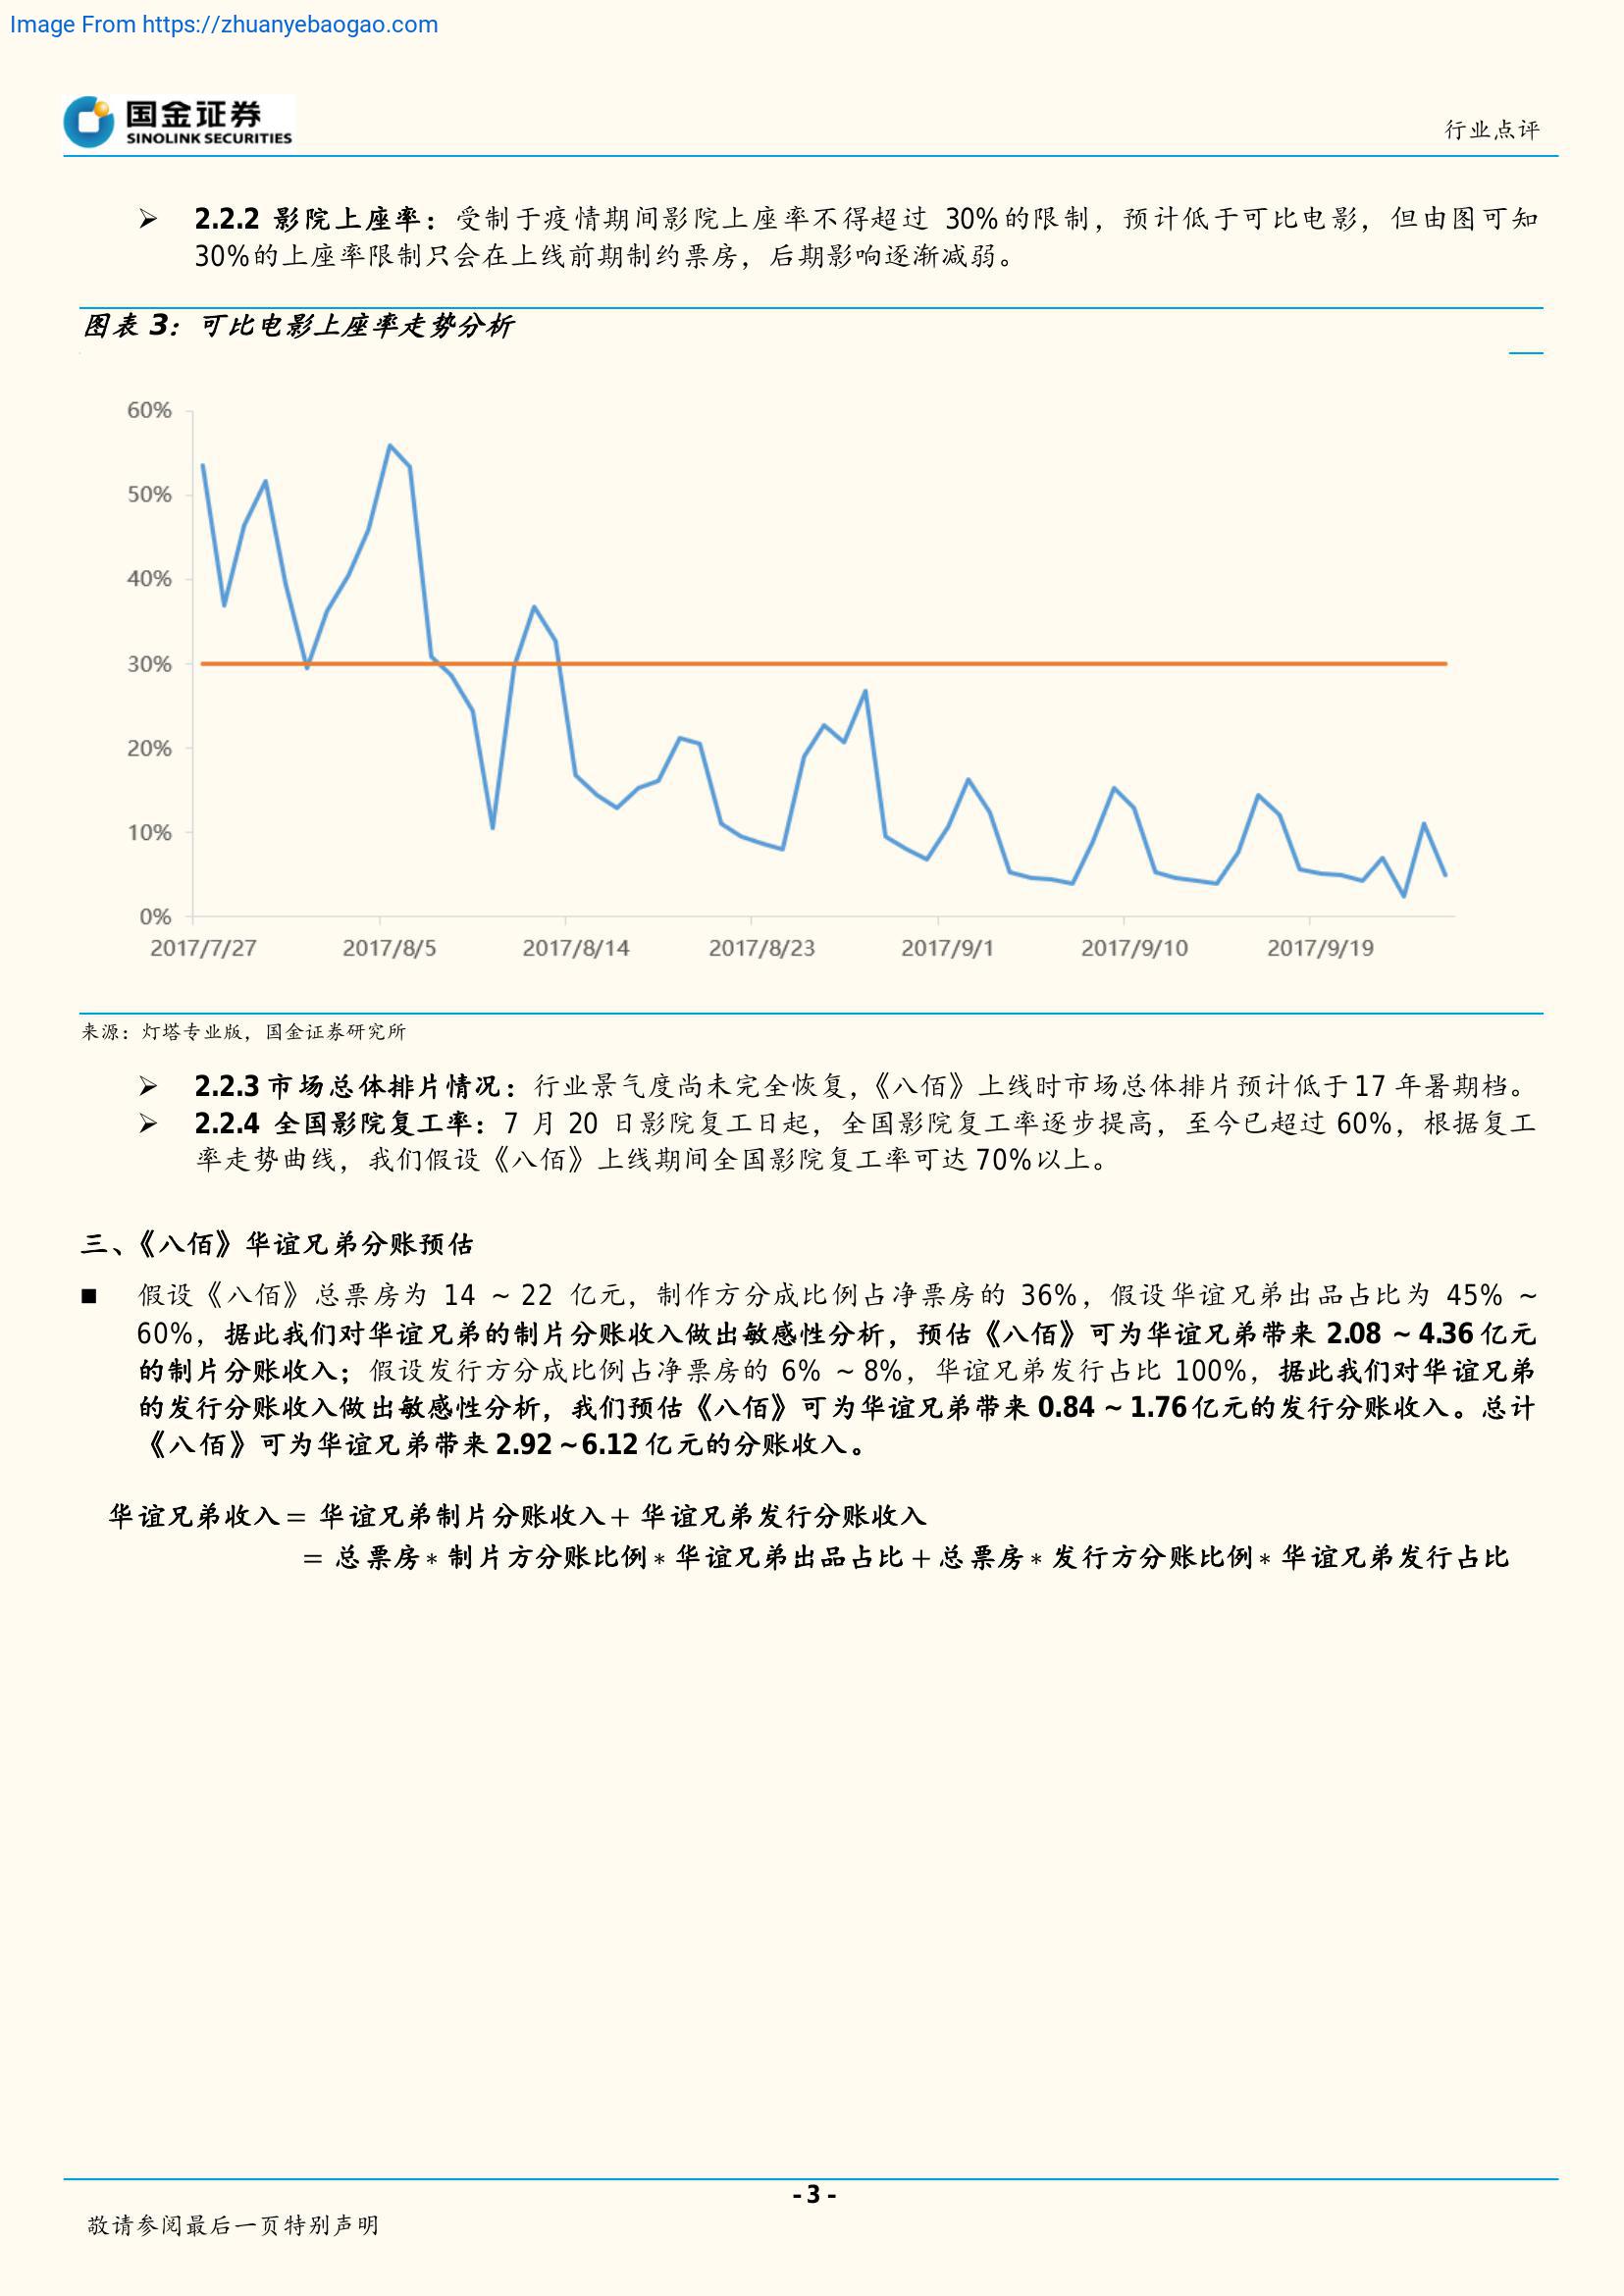 Image From https://zhuanyebaogao.com
国金证券
SINOLINK SECURITIES
行业点评
➢ 2.2.2 影院上座率：受制于疫情期间影院上座率不得超过 30%的限制，预计低于可比电影，但由图可知
30%的上座率限制只会在上线前期制约票房，后期影响逐渐减弱。
图表 3：可比电影上座率走势分析
60%
50%
40%
30%
20%
10%
0%
2017/7/27 2017/8/5 2017/8/14 2017/8/23 2017/9/1 2017/9/10 2017/9/19
来源：灯塔专业版，国金证券研究所
➢ 2.2.3 市场总体排片情况：行业景气度尚未完全恢复，《八佰》上线时市场总体排片预计低于 17 年暑期档。
➢ 2.2.4 全国影院复工率：7 月 20 日影院复工日起，全国影院复工率逐步提高，至今已超过 60%，根据复工
率走势曲线，我们假设《八佰》上线期间全国影院复工率可达 70%以上。
三、《八佰》华谊兄弟分账预估
■ 假设《八佰》总票房为 14 ~ 22 亿元，制作方分成比例占净票房的 36%，假设华谊兄弟出品占比为 45% ~
60%，据此我们对华谊兄弟的制片分账收入做出敏感性分析，预估《八佰》可为华谊兄弟带来 2.08 ~ 4.36 亿元
的制片分账收入；假设发行方分成比例占净票房的 6% ~ 8%，华谊兄弟发行占比 100%，据此我们对华谊兄弟
的发行分账收入做出敏感性分析，我们预估《八佰》可为华谊兄弟带来 0.84 ~ 1.76 亿元的发行分账收入。总计
《八佰》可为华谊兄弟带来 2.92 ~6.12 亿元的分账收入。
华谊兄弟收入 = 华谊兄弟制片分账收入 + 华谊兄弟发行分账收入
= 总票房 * 制片方分账比例 * 华谊兄弟出品占比 + 总票房 * 发行方分账比例 * 华谊兄弟发行占比
- 3 -
敬请参阅最后一页特别声明